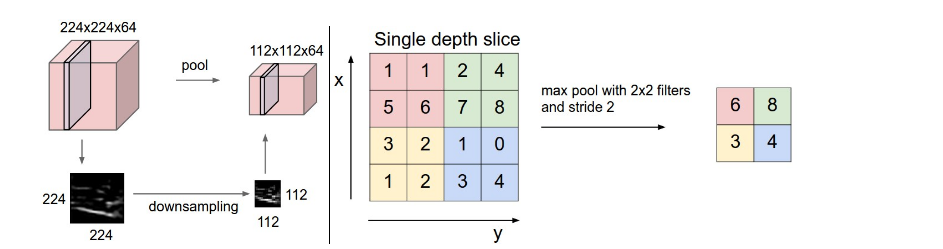 224x224x64
pool
112x112x64
224
224
downsampling
112
112
Single depth slice
x
1 1 2 4
5 6 7 8
3 2 1 0
1 2 3 4
y
max pool with 2x2 filters
and stride 2
6 8
3 4